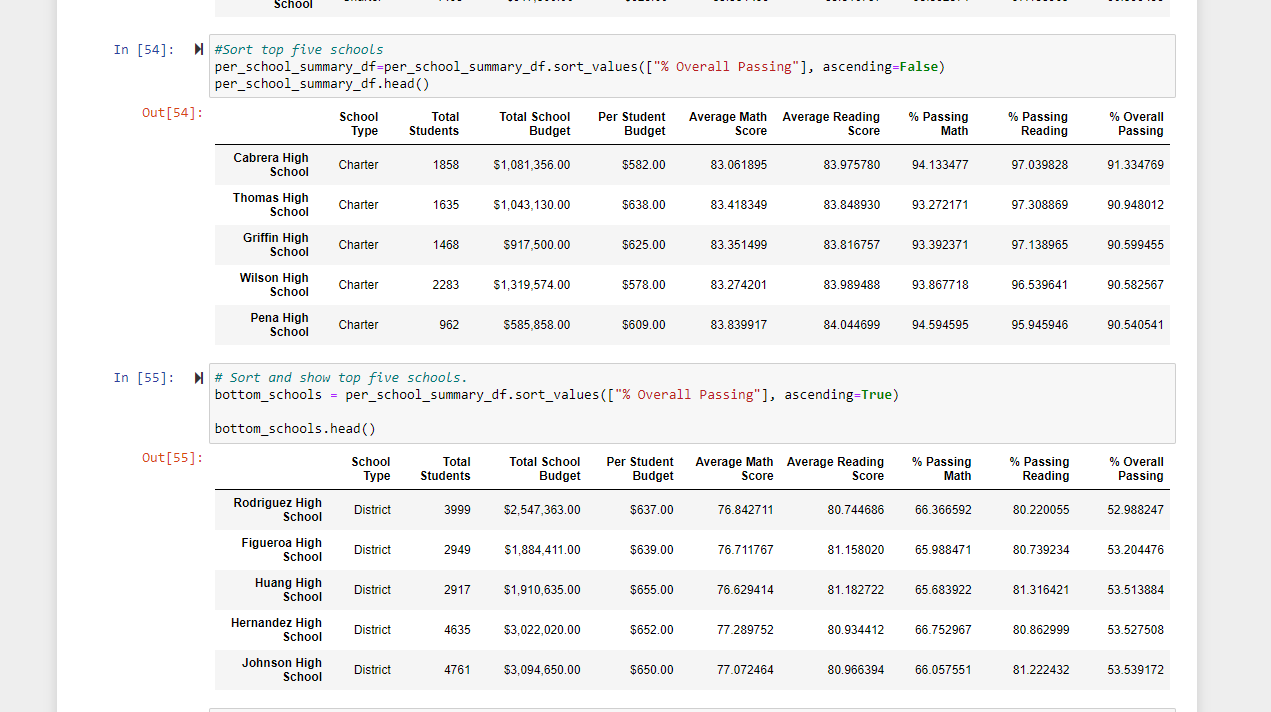 School
In [54]:
#Sort top five schools
per_school_summary_df=per_school_summary_df.sort_values(["% Overall Passing"], ascending=False)
per_school_summary_df.head()
Out[54]:
School Type Total Students Total School Budget Per Student Budget Average Math Score Average Reading Score % Passing Math % Passing Reading % Overall Passing
Cabrera High School Charter 1858 $1,081,356.00 $582.00 83.061895 83.975780 94.133477 97.039828 91.334769
Thomas High School Charter 1635 $1,043,130.00 $638.00 83.418349 83.848930 93.272171 97.308869 90.948012
Griffin High School Charter 1468 $917,500.00 $625.00 83.351499 83.816757 93.392371 97.138965 90.599455
Wilson High School Charter 2283 $1,319,574.00 $578.00 83.274201 83.989488 93.867718 96.539641 90.582567
Pena High School Charter 962 $585,858.00 $609.00 83.839917 84.044699 94.594595 95.945946 90.540541
In [55]:
# Sort and show top five schools.
bottom_schools = per_school_summary_df.sort_values(["% Overall Passing"], ascending=True)
bottom_schools.head()
Out[55]:
School Type Total Students Total School Budget Per Student Budget Average Math Score Average Reading Score % Passing Math % Passing Reading % Overall Passing
Rodriguez High School District 3999 $2,547,363.00 $637.00 76.842711 80.744686 66.366592 80.220055 52.988247
Figueroa High School District 2949 $1,884,411.00 $639.00 76.711767 81.158020 65.988471 80.739234 53.204476
Huang High School District 2917 $1,910,635.00 $655.00 76.629414 81.182722 65.683922 81.316421 53.513884
Hernandez High School District 4635 $3,022,020.00 $652.00 77.289752 80.934412 66.752967 80.862999 53.527508
Johnson High School District 4761 $3,094,650.00 $650.00 77.072464 80.966394 66.057551 81.222432 53.539172